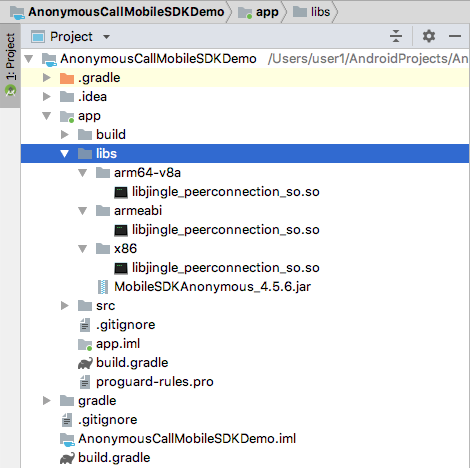 AnonymousCallMobileSDKDemo app libs
1: Project
Project
AnonymousCallMobileSDKDemo /Users/user1/AndroidProjects/An
.gradle
.idea
app
build
libs
arm64-v8a
libjingle_peerconnection_so.so
armeabi
libjingle_peerconnection_so.so
x86
libjingle_peerconnection_so.so
MobileSDKAnonymous_4.5.6.jar
src
.gitignore
app.iml
build.gradle
proguard-rules.pro
gradle
.gitignore
AnonymousCallMobileSDKDemo.iml
build.gradle